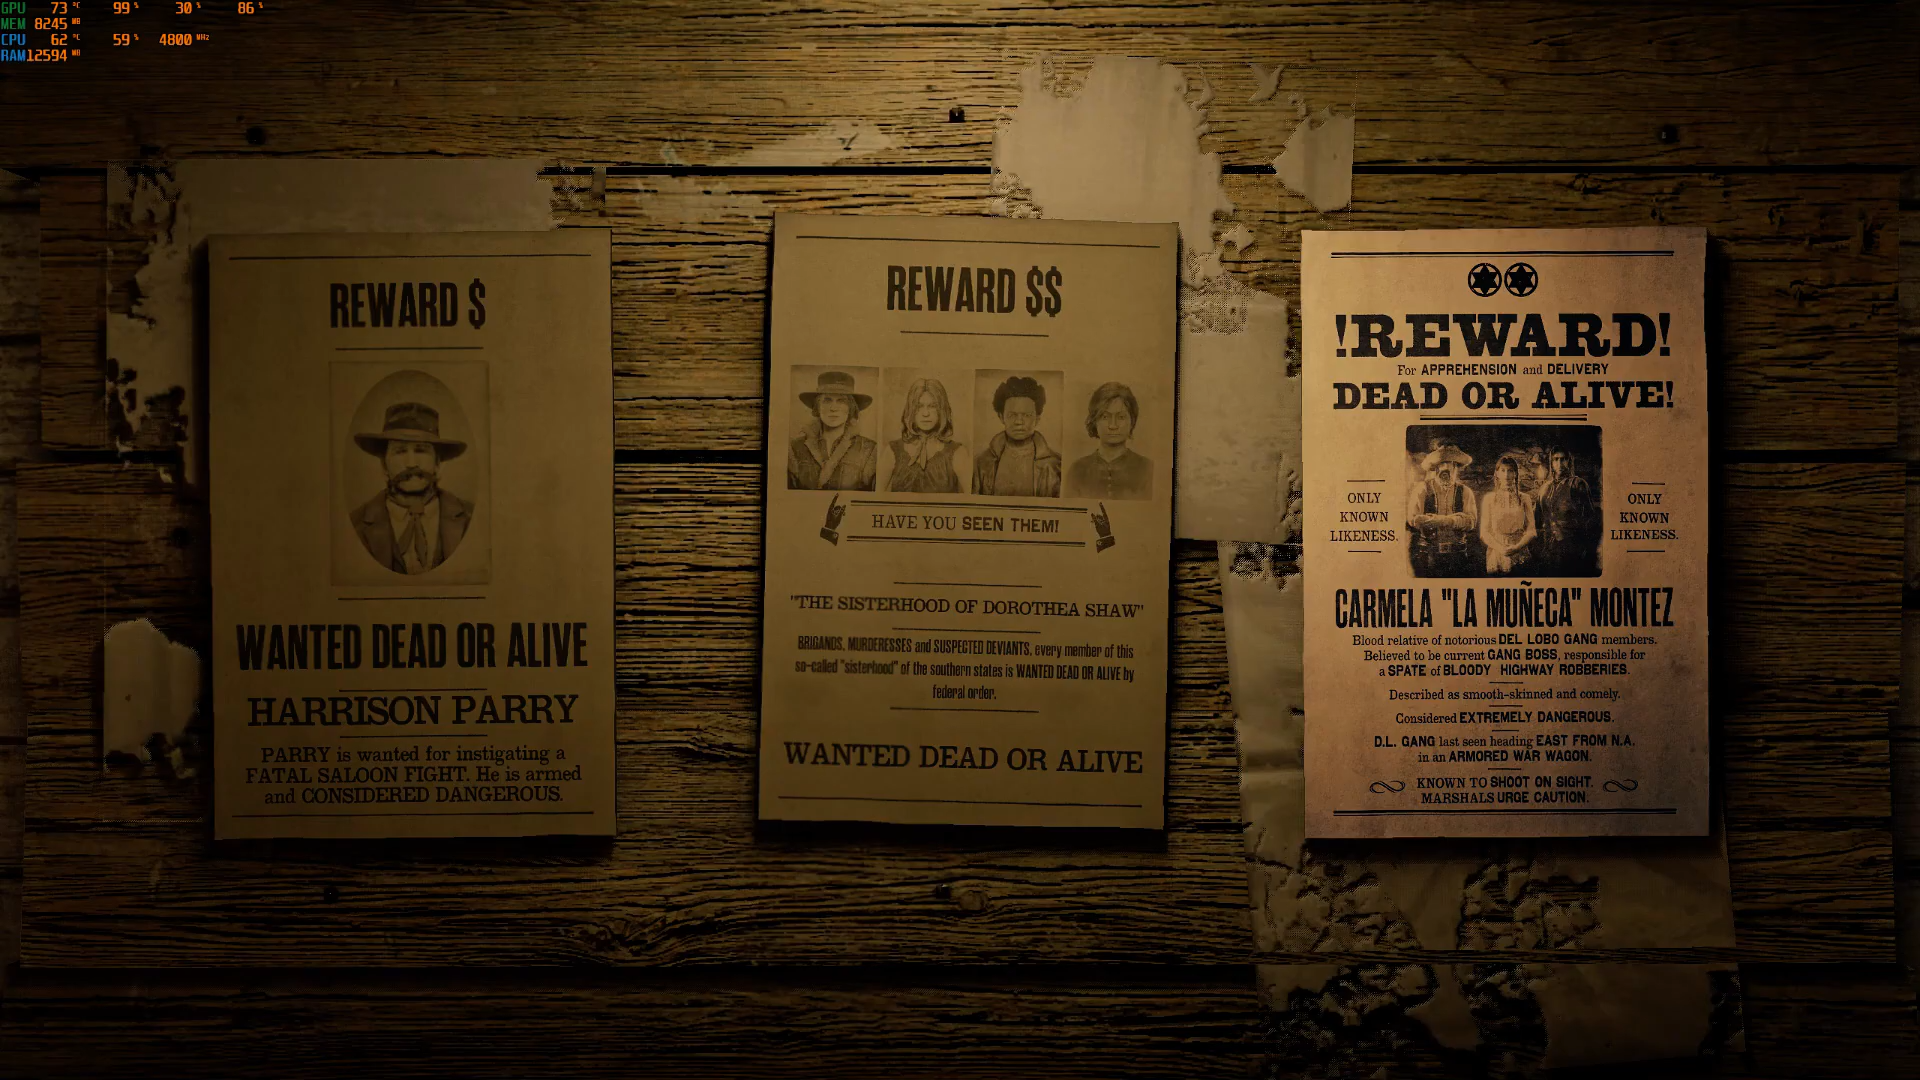 GPU 73 °C 99 % 30 % 86 %
MEM 8245 MB
CPU 62 °C 59 % 4800 MHz
RAM 12594 MB
REWARD $
WANTED DEAD OR ALIVE
HARRISON PARRY
PARRY is wanted for instigating a
FATAL SALOON FIGHT. He is armed
and CONSIDERED DANGEROUS.
REWARD $$
HAVE YOU SEEN THEM!
"THE SISTERHOOD OF DOROTHEA SHAW"
BRIGANDS, MURDERESSES and SUSPECTED DEVIANTS, every member of this
so-called "sisterhood" of the southern states is WANTED DEAD OR ALIVE by
federal order.
WANTED DEAD OR ALIVE
!REWARD!
For APPREHENSION and DELIVERY
DEAD OR ALIVE!
ONLY
KNOWN
LIKENESS.
ONLY
KNOWN
LIKENESS.
CARMELA "LA MUÑECA" MONTEZ
Blood relative of notorious DEL LOBO GANG members.
Believed to be current GANG BOSS, responsible for
a SPATE of BLOODY HIGHWAY ROBBERIES.
Described as smooth-skinned and comely.
Considered EXTREMELY DANGEROUS.
D.L. GANG last seen heading EAST FROM N.A.
in an ARMORED WAR WAGON.
KNOWN TO SHOOT ON SIGHT.
MARSHALS URGE CAUTION.